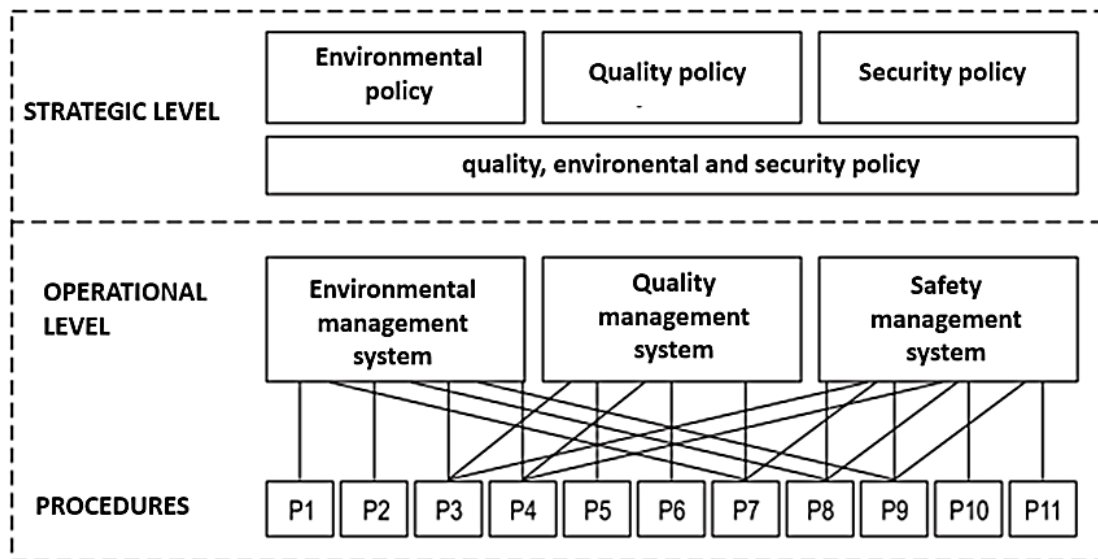 STRATEGIC LEVEL
Environmental
policy
Quality policy
Security policy
quality, environental and security policy
OPERATIONAL
LEVEL
Environmental
management
system
Quality
management
system
Safety
management
system
PROCEDURES
P1 P2 P3 P4 P5 P6 P7 P8 P9 P10 P11